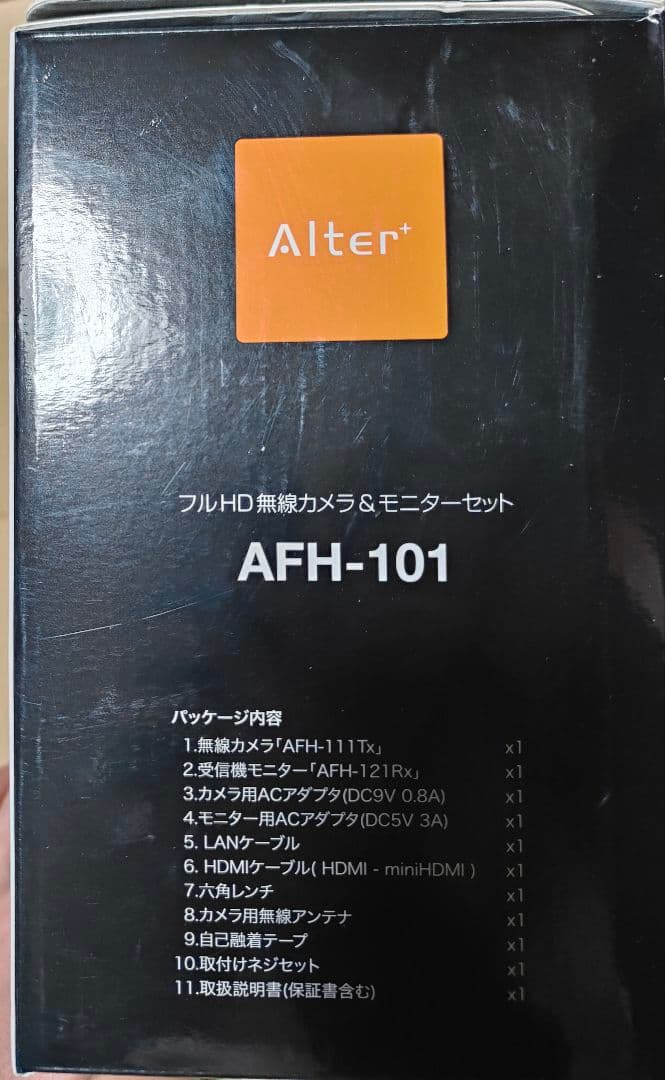 Alter+
フルHD無線カメラ&モニターセット
AFH-101
パッケージ内容
1.無線カメラ「AFH-111Tx」 x1
2.受信機モニター「AFH-121Rx」 x1
3.カメラ用ACアダプタ(DC9V 0.8A) x1
4.モニター用ACアダプタ(DC5V 3A) x1
5. LANケーブル x1
6. HDMIケーブル( HDMI - miniHDMI ) x1
7.六角レンチ x1
8.カメラ用無線アンテナ x1
9.自己融着テープ x1
10.取付けネジセット x1
11.取扱説明書(保証書含む) x1